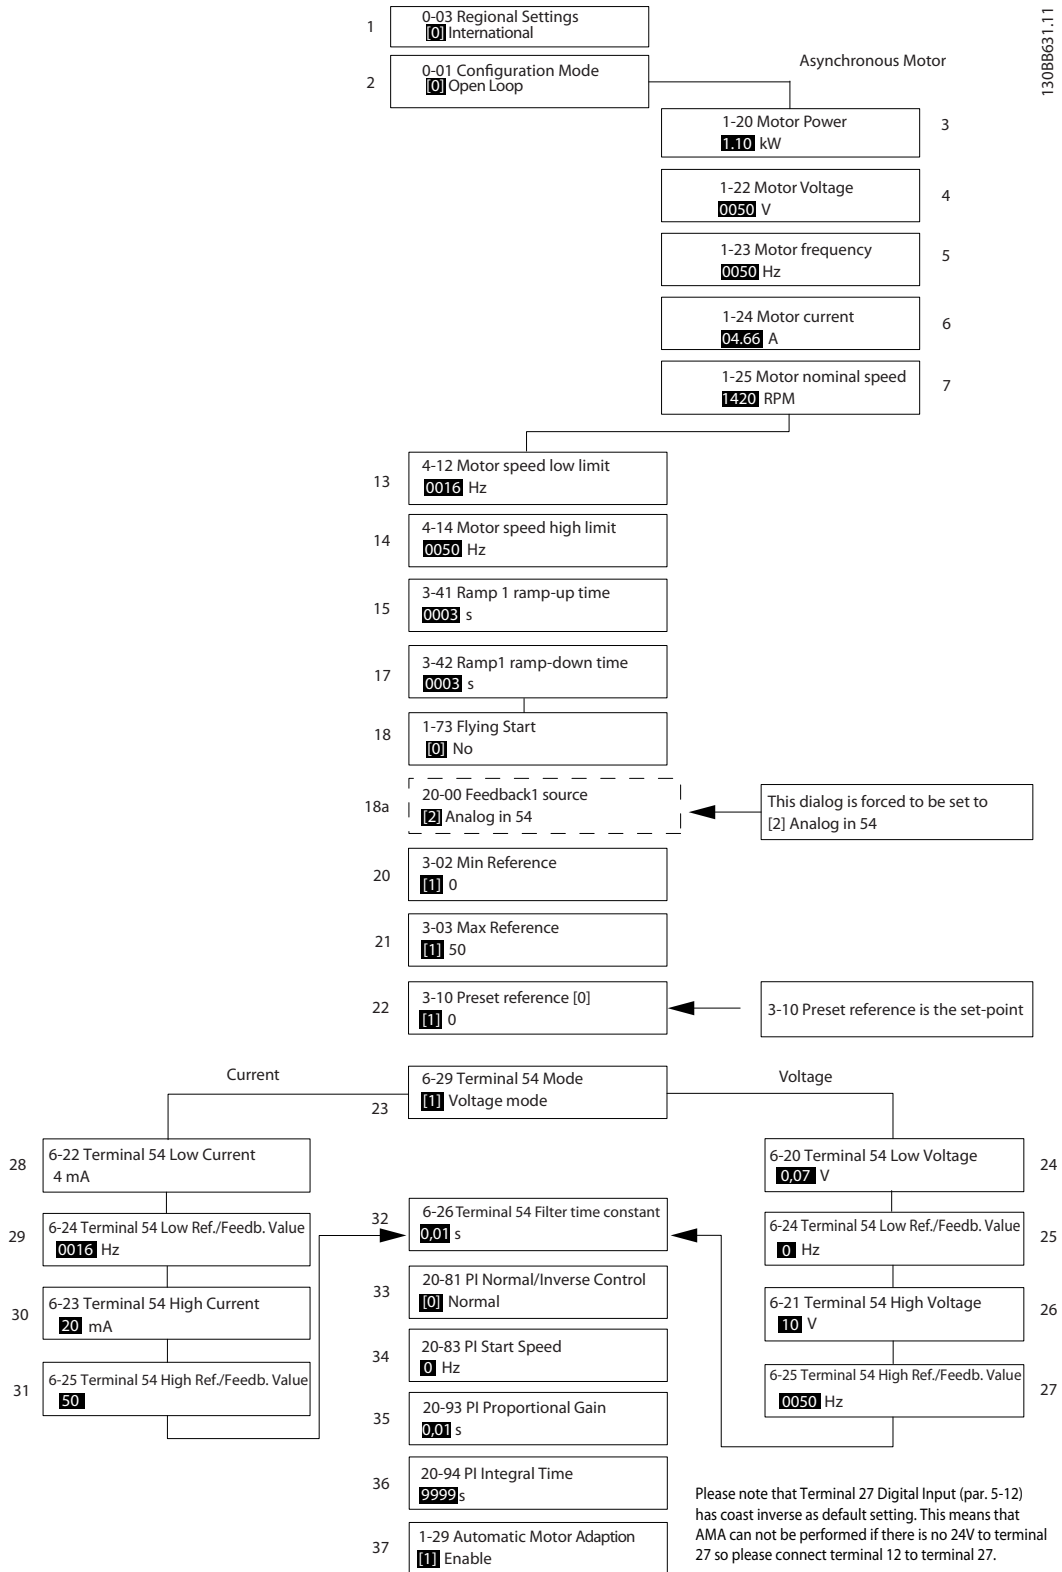 130BB631.11
1
0-03 Regional Settings
[0] International
2
0-01 Configuration Mode
[0] Open Loop
Asynchronous Motor
1-20 Motor Power
1.10 kW
3
1-22 Motor Voltage
0050 V
4
1-23 Motor frequency
0050 Hz
5
1-24 Motor current
04.66 A
6
1-25 Motor nominal speed
1420 RPM
7
13
4-12 Motor speed low limit
0016 Hz
14
4-14 Motor speed high limit
0050 Hz
15
3-41 Ramp 1 ramp-up time
0003 s
17
3-42 Ramp1 ramp-down time
0003 s
18
1-73 Flying Start
[0] No
18a
20-00 Feedback1 source
[2] Analog in 54
This dialog is forced to be set to
[2] Analog in 54
20
3-02 Min Reference
[1] 0
21
3-03 Max Reference
[1] 50
22
3-10 Preset reference [0]
[1] 0
3-10 Preset reference is the set-point
Current
23
6-29 Terminal 54 Mode
[1] Voltage mode
Voltage
28
6-22 Terminal 54 Low Current
4 mA
29
6-24 Terminal 54 Low Ref./Feedb. Value
0016 Hz
30
6-23 Terminal 54 High Current
20 mA
31
6-25 Terminal 54 High Ref./Feedb. Value
50
6-20 Terminal 54 Low Voltage
0,07 V
24
6-24 Terminal 54 Low Ref./Feedb. Value
0 Hz
25
6-21 Terminal 54 High Voltage
10 V
26
6-25 Terminal 54 High Ref./Feedb. Value
0050 Hz
27
32
6-26 Terminal 54 Filter time constant
0,01 s
33
20-81 PI Normal/Inverse Control
[0] Normal
34
20-83 PI Start Speed
0 Hz
35
20-93 PI Proportional Gain
0,01 s
36
20-94 PI Integral Time
9999 s
37
1-29 Automatic Motor Adaption
[1] Enable
Please note that Terminal 27 Digital Input (par. 5-12)
has coast inverse as default setting. This means that
AMA can not be performed if there is no 24V to terminal
27 so please connect terminal 12 to terminal 27.